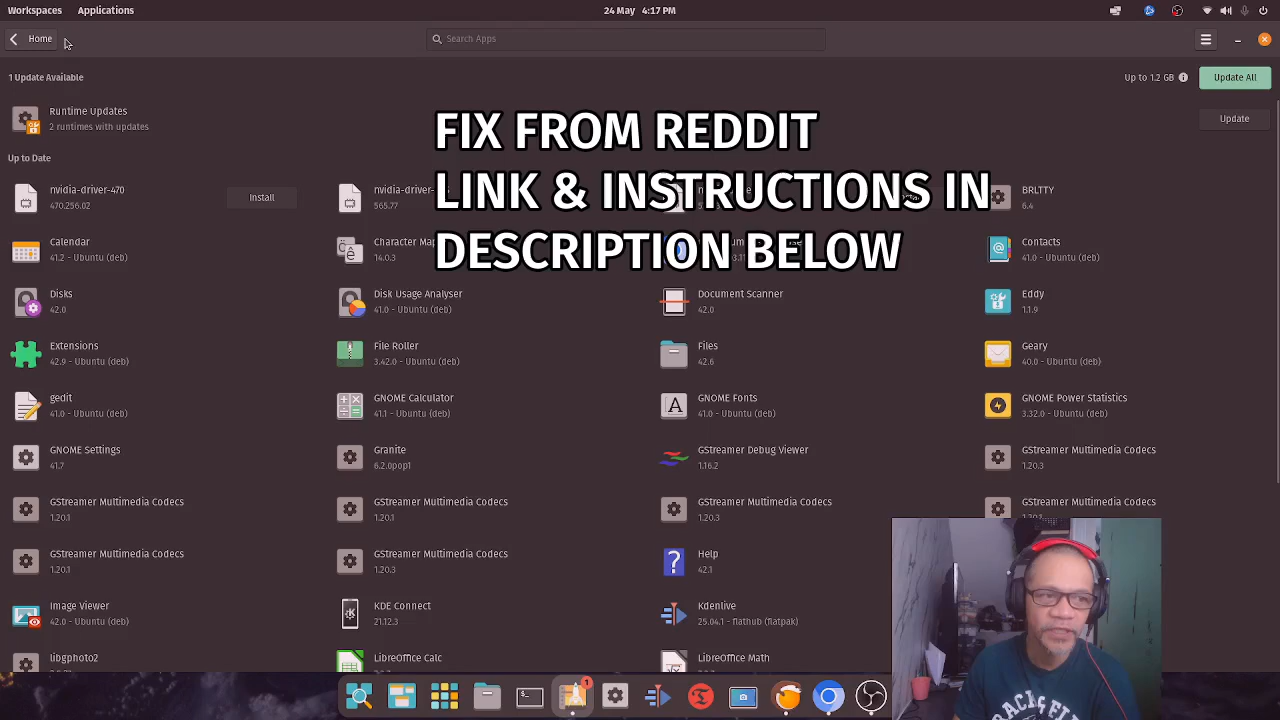 Workspaces
Applications
24 May 4:17 PM
Home
Search Apps
1 Update Available
Up to 1.2 GB
Update All
Runtime Updates
2 runtimes with updates
Update
FIX FROM REDDIT
LINK & INSTRUCTIONS IN
DESCRIPTION BELOW
Up to Date
nvidia-driver-470
470.256.02
Install
nvidia-driver-
565.77
BRLTTY
6.4
Calendar
41.2 - Ubuntu (deb)
Character Map
14.0.3
Contacts
41.0 - Ubuntu (deb)
Disks
42.0
Disk Usage Analyser
41.0 - Ubuntu (deb)
Document Scanner
42.0
Eddy
1.1.9
Extensions
42.9 - Ubuntu (deb)
File Roller
3.42.0 - Ubuntu (deb)
Files
42.6
Geary
40.0 - Ubuntu (deb)
gedit
41.0 - Ubuntu (deb)
GNOME Calculator
41.1 - Ubuntu (deb)
GNOME Fonts
41.0 - Ubuntu (deb)
GNOME Power Statistics
3.32.0 - Ubuntu (deb)
GNOME Settings
41.7
Granite
6.2.0pop1
GStreamer Debug Viewer
1.16.2
GStreamer Multimedia Codecs
1.20.3
GStreamer Multimedia Codecs
1.20.1
GStreamer Multimedia Codecs
1.20.1
GStreamer Multimedia Codecs
1.20.3
GStreamer Multimedia Codecs
GStreamer Multimedia Codecs
1.20.1
GStreamer Multimedia Codecs
1.20.3
Help
42.1
Image Viewer
42.0 - Ubuntu (deb)
KDE Connect
21.12.3
Kdenlive
25.04.1 - flathub (flatpak)
libgphoto2
LibreOffice Calc
LibreOffice Math
1